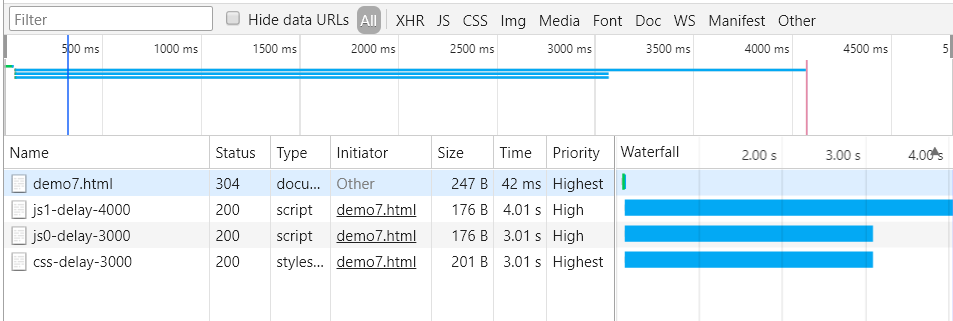 Filter Hide data URLs All XHR JS CSS Img Media Font Doc WS Manifest Other
500 ms 1000 ms 1500 ms 2000 ms 2500 ms 3000 ms 3500 ms 4000 ms 4500 ms 5
Name Status Type Initiator Size Time Priority Waterfall 2.00 s 3.00 s 4.00 s
demo7.html 304 docu... Other 247 B 42 ms Highest
js1-delay-4000 200 script demo7.html 176 B 4.01 s High
js0-delay-3000 200 script demo7.html 176 B 3.01 s High
css-delay-3000 200 styles... demo7.html 201 B 3.01 s Highest